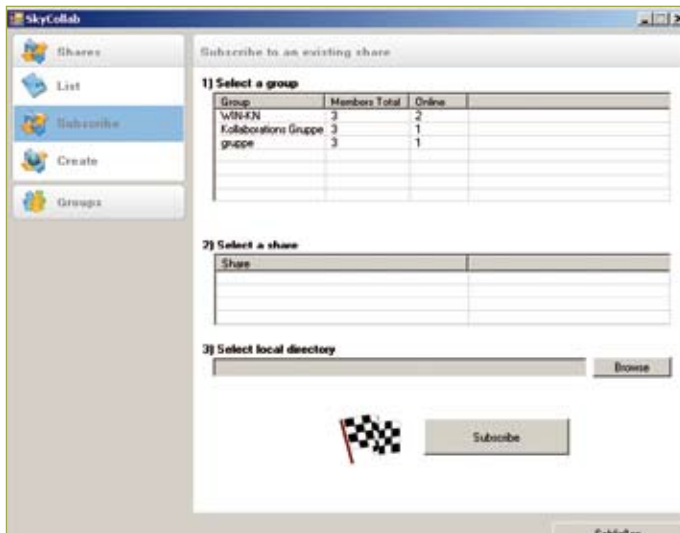 SkyCollab
Shares
List
Subscribe
Create
Groups
Subscribe to an existing share
1) Select a group
Group Members Total Online
WIN-KN 3 2
Kollaborations Gruppe 3 1
gruppe 3 1
2) Select a share
Share
3) Select local directory
Browse
Subscribe